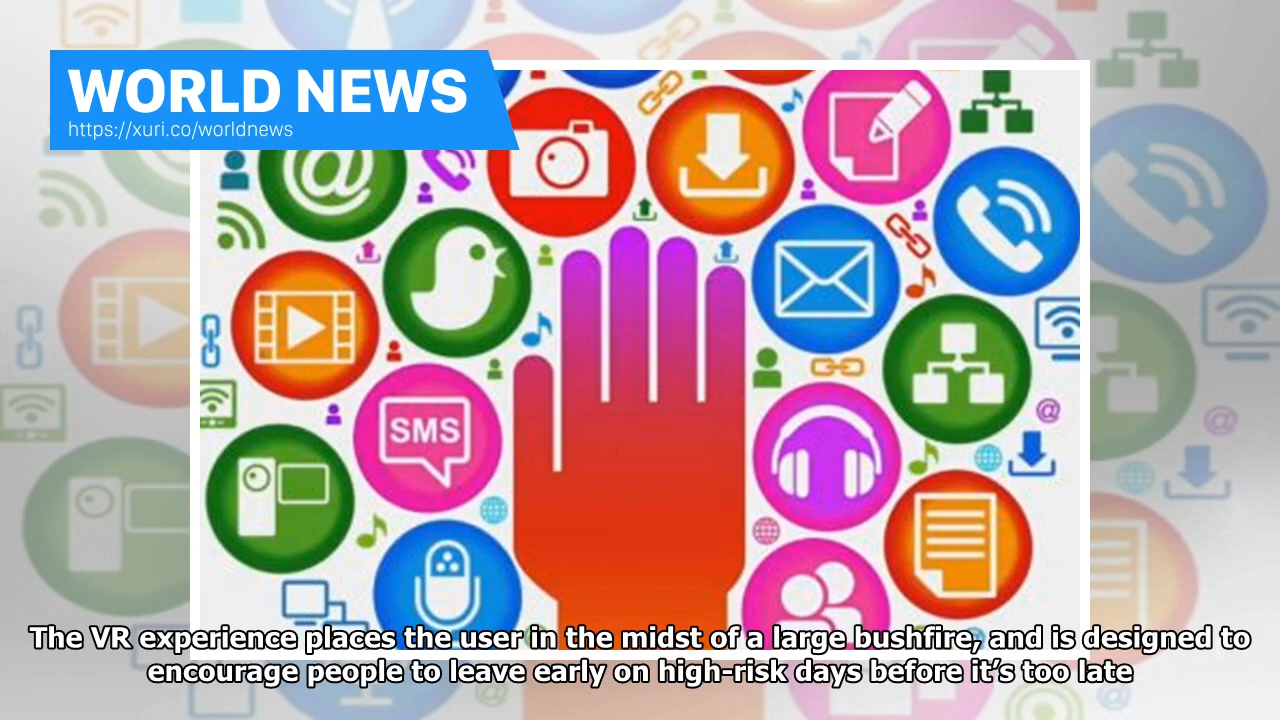 WORLD NEWS
https://xuri.co/worldnews
@
SMS
@
@
@
The VR experience places the user in the midst of a large bushfire, and is designed to
encourage people to leave early on high-risk days before it’s too late